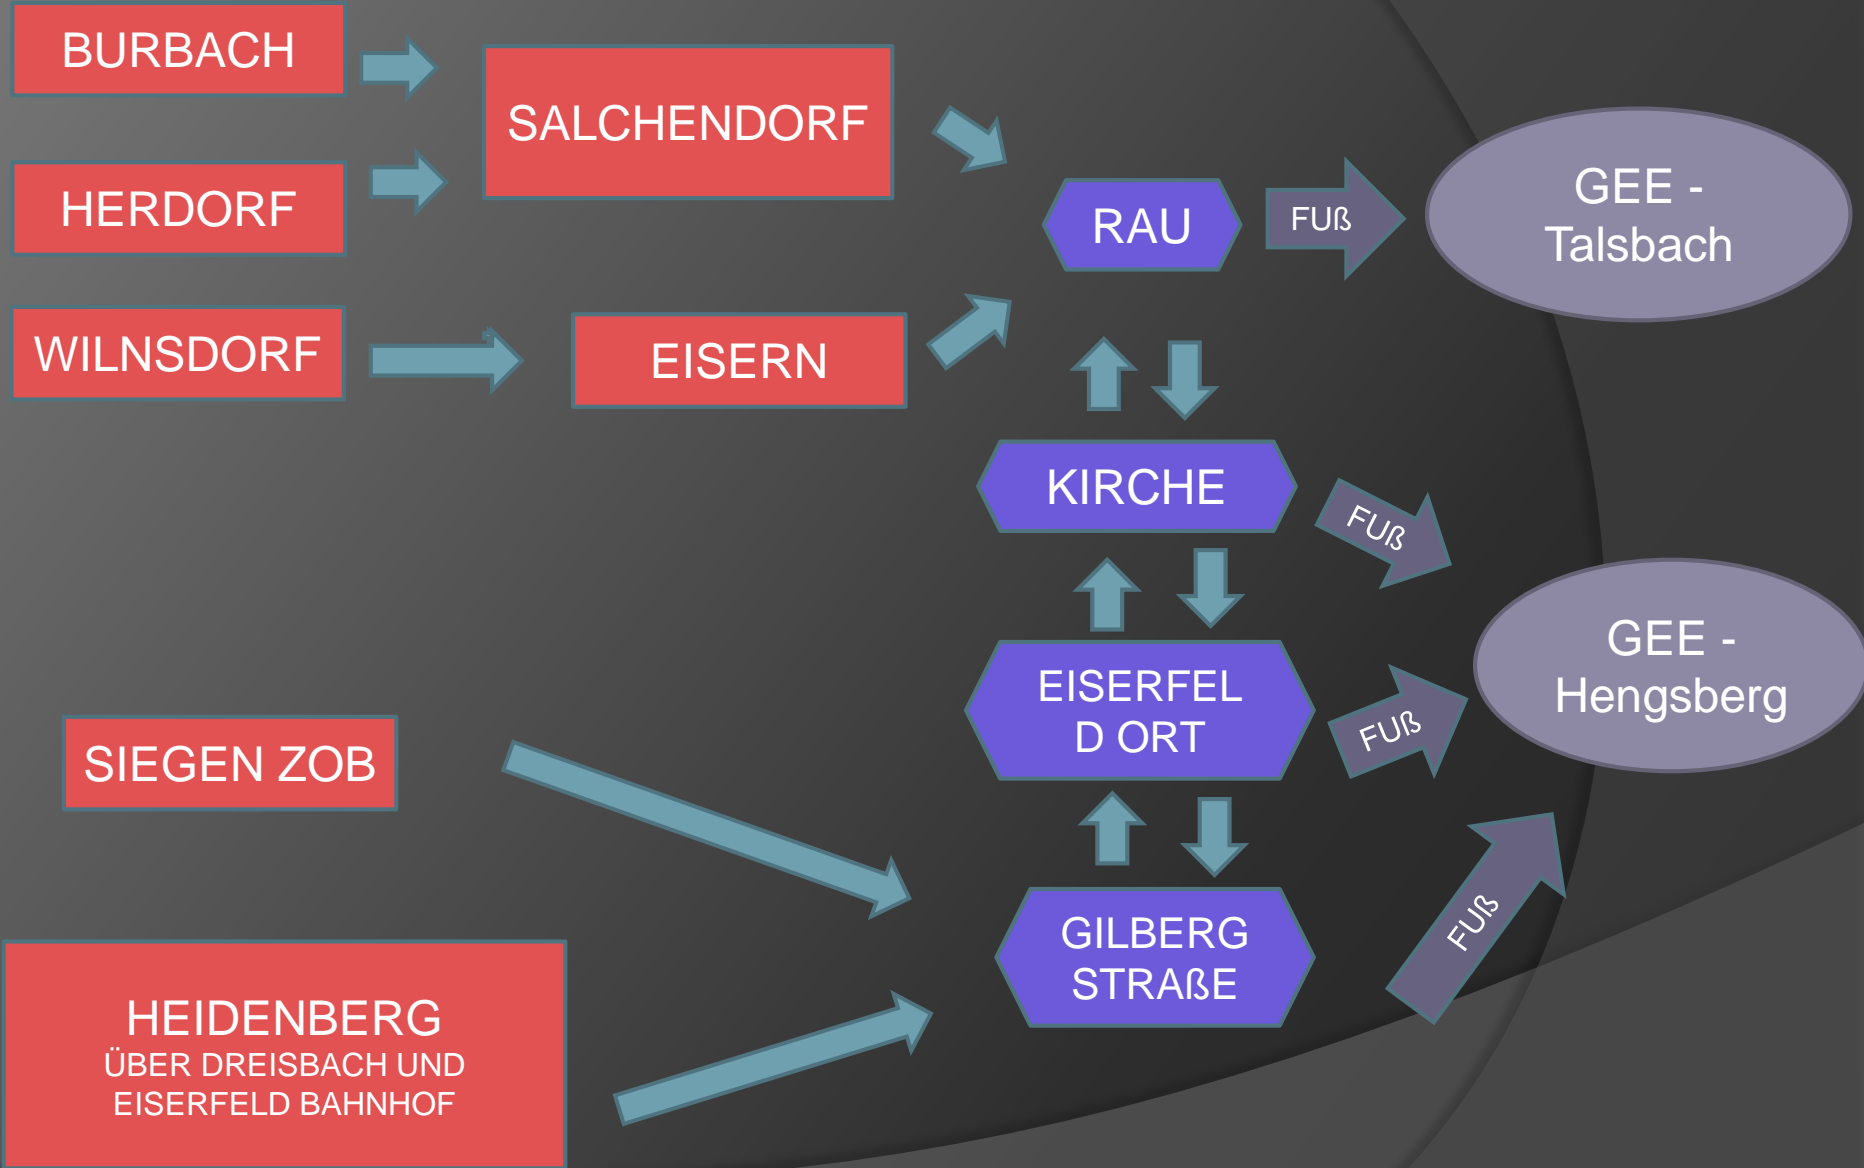 BURBACH
SALCHENDORF
HERDORF
RAU
FUß
GEE -
Talsbach
WILNSDORF
EISERN
KIRCHE
FUß
EISERFEL
D ORT
FUß
GEE -
Hengsberg
SIEGEN ZOB
GILBERG
STRAßE
FUß
HEIDENBERG
ÜBER DREISBACH UND
EISERFELD BAHNHOF